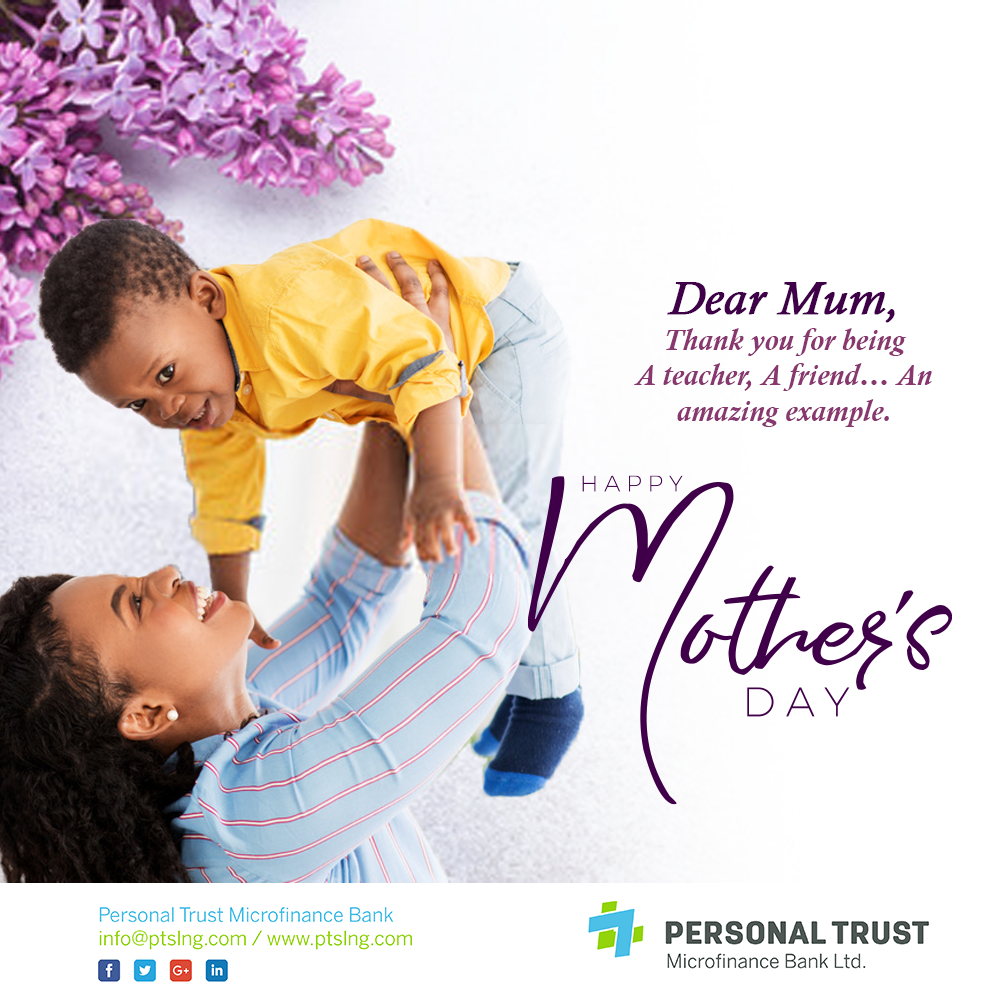 Dear Mum,
Thank you for being
A teacher, A friend... An
amazing example.
HAPPY
Mother's
DAY
Personal Trust Microfinance Bank
info@ptslng.com / www.ptslng.com
f G+ in
PERSONAL TRUST
Microfinance Bank Ltd.